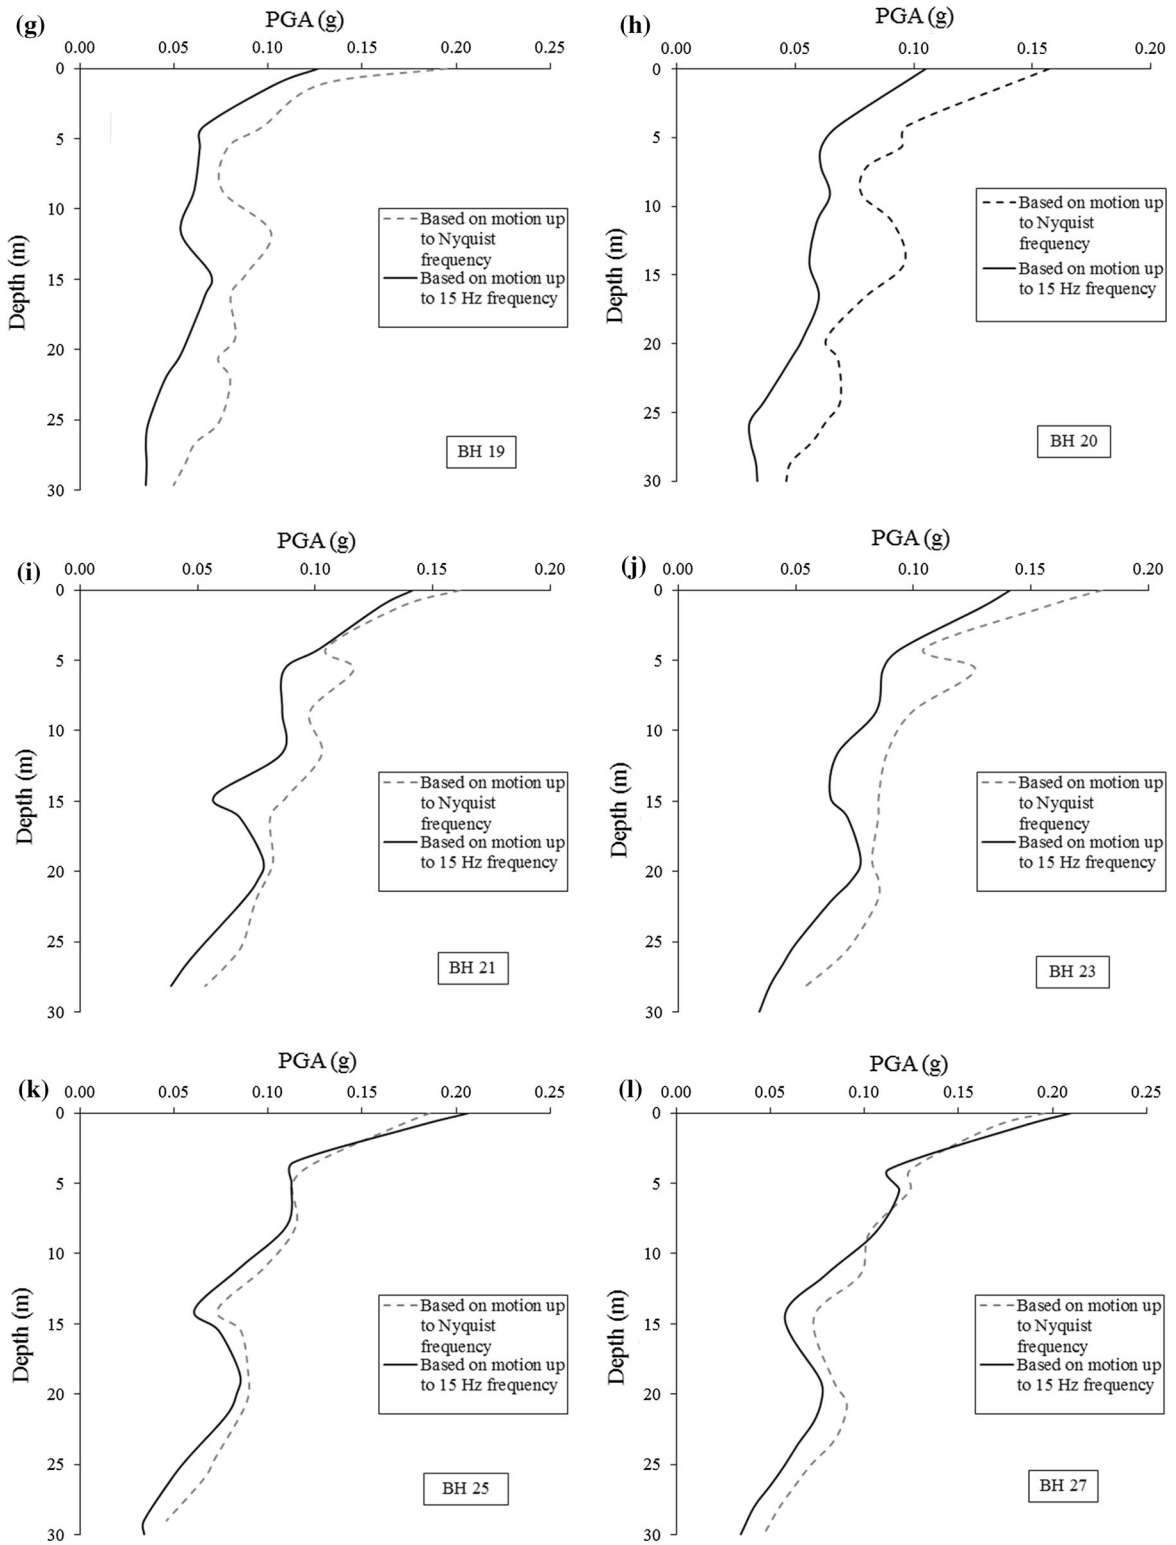 (g)
PGA (g)
0.00 0.05 0.10 0.15 0.20 0.25
0
5
10
15
20
25
30
Depth (m)
Based on motion up
to Nyquist
frequency
Based on motion up
to 15 Hz frequency
BH 19
(h)
PGA (g)
0.00 0.05 0.10 0.15 0.20
0
5
10
15
20
25
30
Depth (m)
Based on motion up
to Nyquist
frequency
Based on motion up
to 15 Hz frequency
BH 20
(i)
PGA (g)
0.00 0.05 0.10 0.15 0.20
0
5
10
15
20
25
30
Depth (m)
Based on motion up
to Nyquist
frequency
Based on motion up
to 15 Hz frequency
BH 21
(j)
PGA (g)
0.00 0.05 0.10 0.15 0.20
0
5
10
15
20
25
30
Depth (m)
Based on motion up
to Nyquist
frequency
Based on motion up
to 15 Hz frequency
BH 23
(k)
PGA (g)
0.00 0.05 0.10 0.15 0.20 0.25
0
5
10
15
20
25
30
Depth (m)
Based on motion up
to Nyquist
frequency
Based on motion up
to 15 Hz frequency
BH 25
(l)
PGA (g)
0.00 0.05 0.10 0.15 0.20 0.25
0
5
10
15
20
25
30
Depth (m)
Based on motion up
to Nyquist
frequency
Based on motion up
to 15 Hz frequency
BH 27